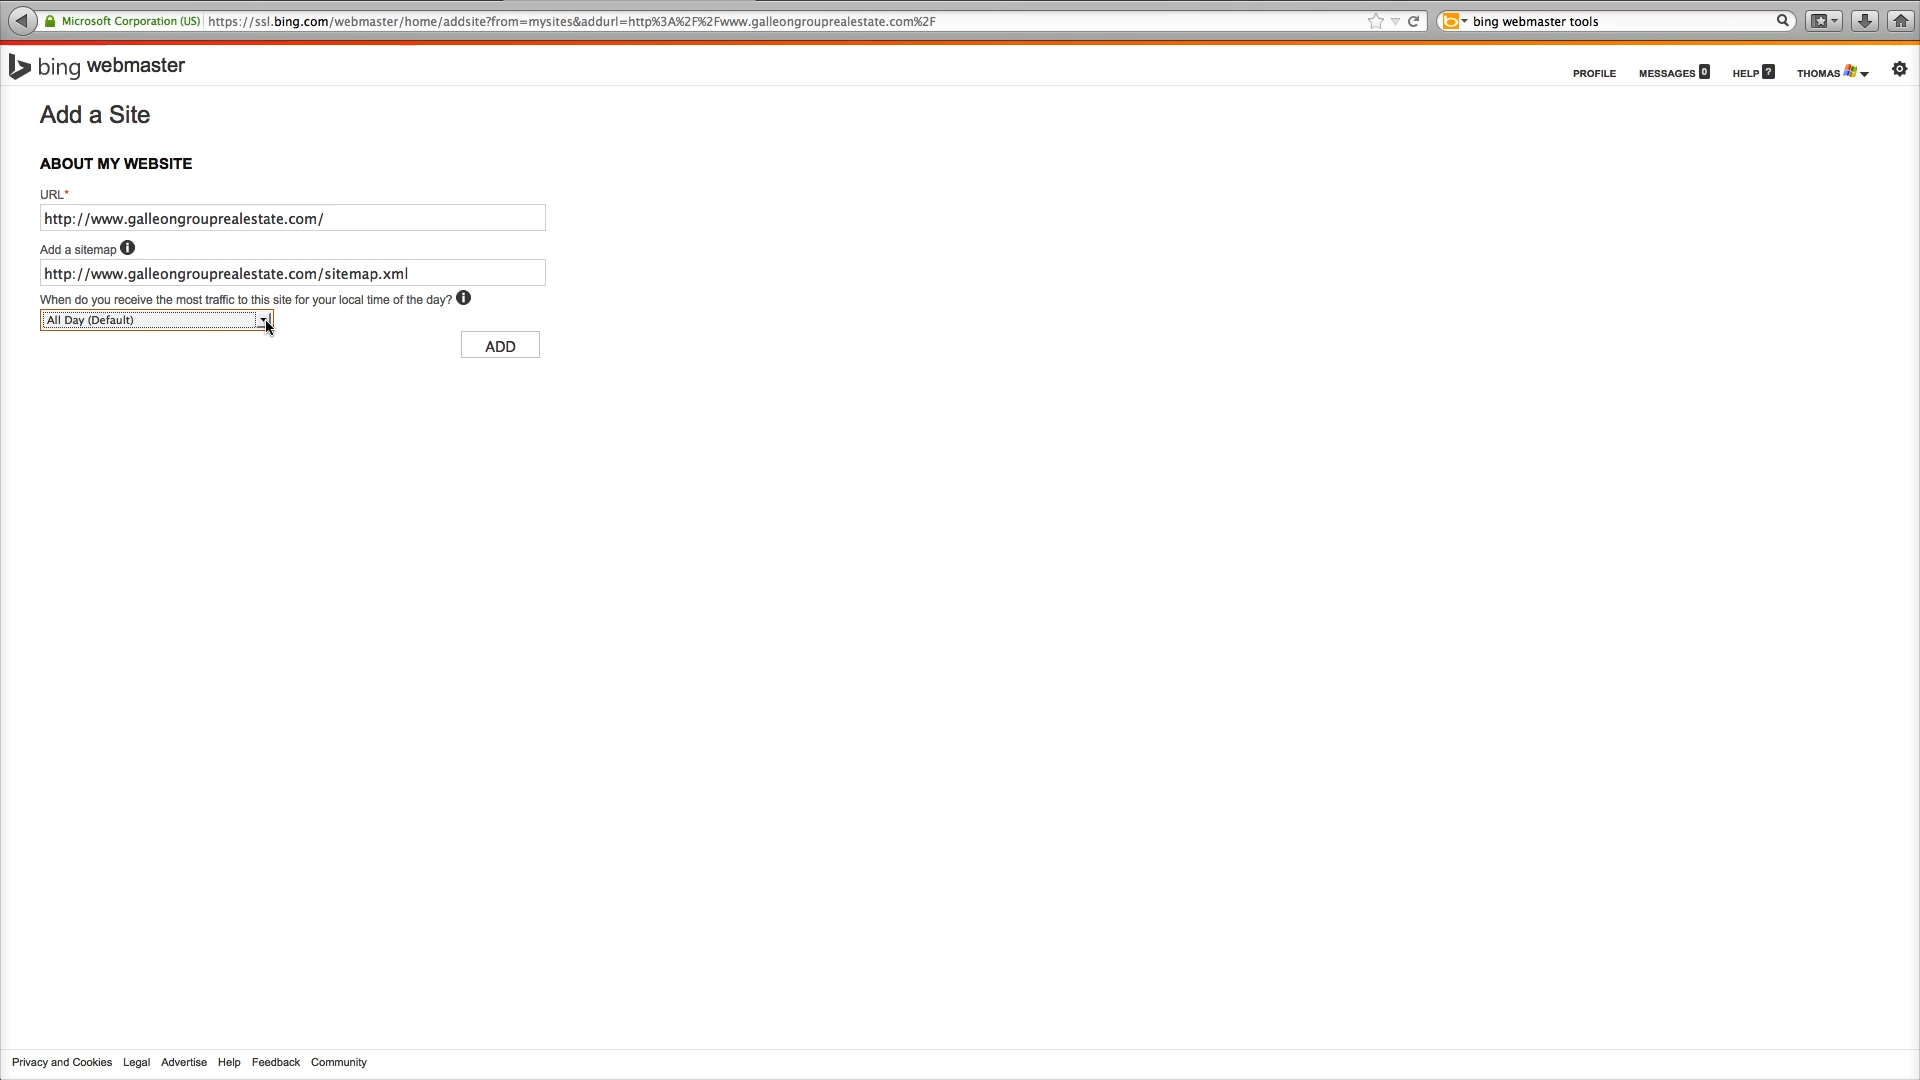 Microsoft Corporation (US) https://ssl.bing.com/webmaster/home/addsite?from=mysites&addurl=http%3A%2F%2Fwww.galleongrouprealestate.com%2F bing webmaster tools
bing webmaster
PROFILE MESSAGES 0 HELP ? THOMAS
Add a Site
ABOUT MY WEBSITE
URL*
http://www.galleongrouprealestate.com/
Add a sitemap
http://www.galleongrouprealestate.com/sitemap.xml
When do you receive the most traffic to this site for your local time of the day?
All Day (Default)
ADD
Privacy and Cookies Legal Advertise Help Feedback Community